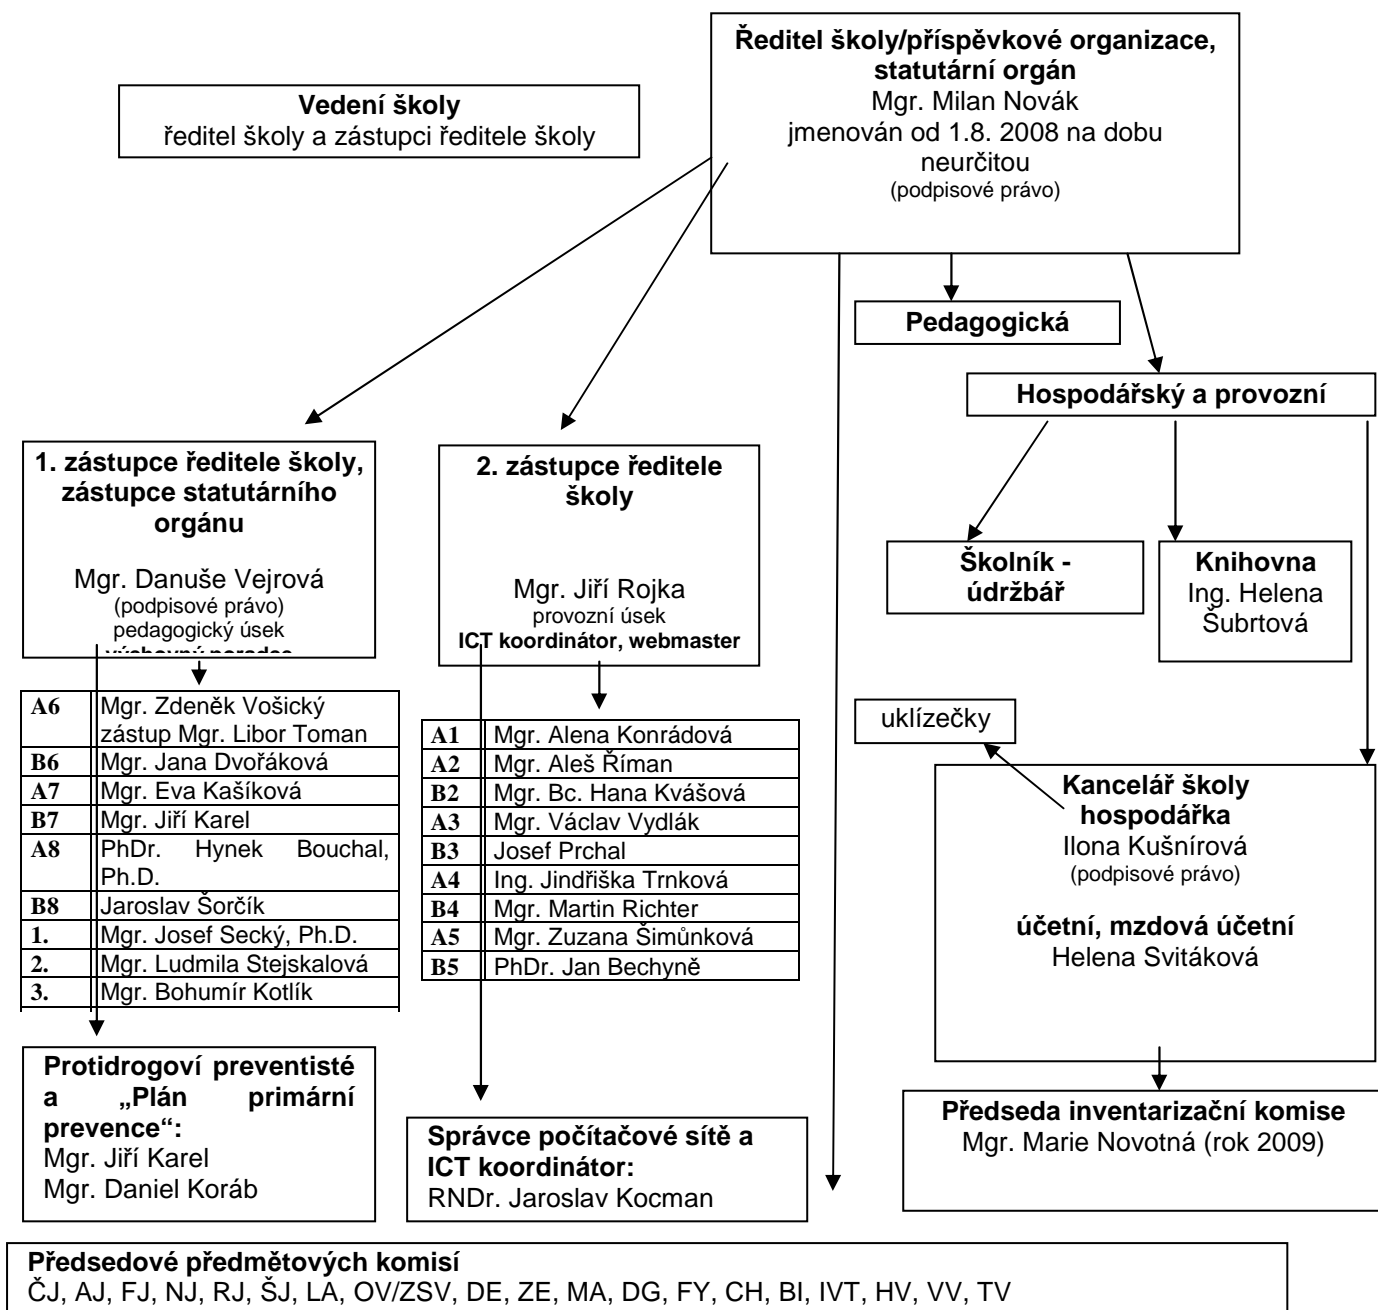 Ředitel školy/příspěvkové organizace,
statutární orgán
Mgr. Milan Novák
jmenován od 1.8. 2008 na dobu
neurčitou
(podpisové právo)
Vedení školy
ředitel školy a zástupci ředitele školy
Pedagogická
Hospodářský a provozní
1. zástupce ředitele školy,
zástupce statutárního
orgánu
Mgr. Danuše Vejrová
(podpisové právo)
pedagogický úsek
výchovný poradce
2. zástupce ředitele
školy
Mgr. Jiří Rojka
provozní úsek
ICT koordinátor, webmaster
Školník -
údržbář
Knihovna
Ing. Helena
Šubrtová
A6 Mgr. Zdeněk Vošický
zástup Mgr. Libor Toman
B6 Mgr. Jana Dvořáková
A7 Mgr. Eva Kašíková
B7 Mgr. Jiří Karel
A8 PhDr. Hynek Bouchal,
Ph.D.
B8 Jaroslav Šorčík
1. Mgr. Josef Secký, Ph.D.
2. Mgr. Ludmila Stejskalová
3. Mgr. Bohumír Kotlík
A1 Mgr. Alena Konrádová
A2 Mgr. Aleš Říman
B2 Mgr. Bc. Hana Kvášová
A3 Mgr. Václav Vydlák
B3 Josef Prchal
A4 Ing. Jindřiška Trnková
B4 Mgr. Martin Richter
A5 Mgr. Zuzana Šimůnková
B5 PhDr. Jan Bechyně
uklízečky
Kancelář školy
hospodářka
Ilona Kušnírová
(podpisové právo)
účetní, mzdová účetní
Helena Svitáková
Protidrogoví preventisté
a „Plán primární
prevence“:
Mgr. Jiří Karel
Mgr. Daniel Koráb
Správce počítačové sítě a
ICT koordinátor:
RNDr. Jaroslav Kocman
Předseda inventarizační komise
Mgr. Marie Novotná (rok 2009)
Předsedové předmětových komisí
ČJ, AJ, FJ, NJ, RJ, ŠJ, LA, OV/ZSV, DE, ZE, MA, DG, FY, CH, BI, IVT, HV, VV, TV